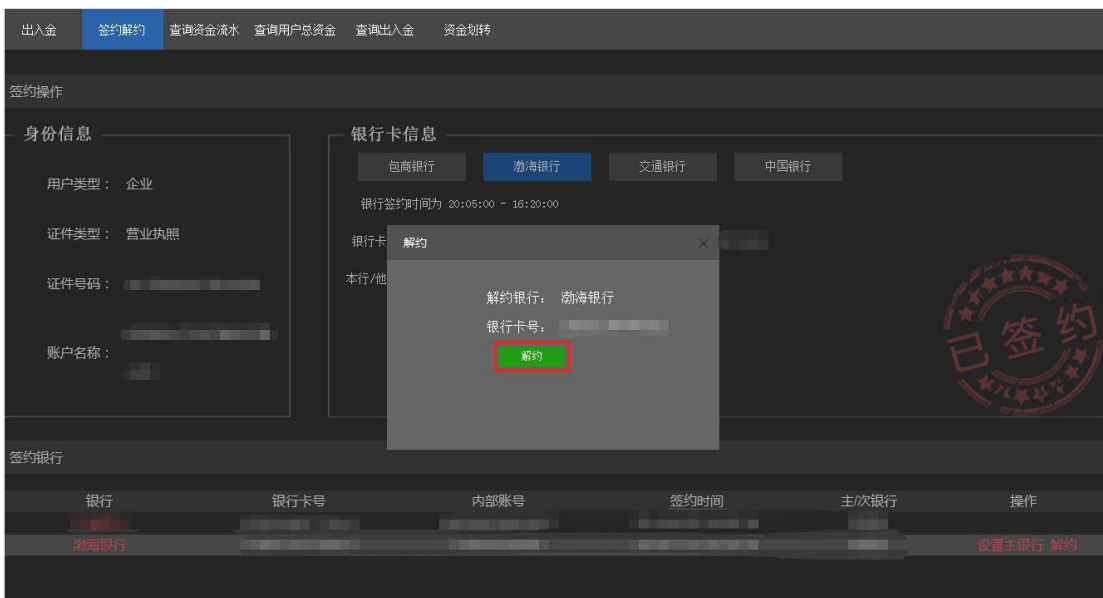 出入金 签约解约 查询资金流水 查询用户总资金 查询出入金 资金划转
签约操作
身份信息
用户类型： 企业
证件类型： 营业执照
证件号码：
账户名称：
银行卡信息
包商银行 渤海银行 交通银行 中国银行
银行签约时间为 20:05:00 - 16:20:00
银行卡
本行/他
解约 ×
解约银行： 渤海银行
银行卡号：
解约
已签约
签约银行
银行 银行卡号 内部账号 签约时间 主/次银行 操作
渤海银行 设置主银行 解约